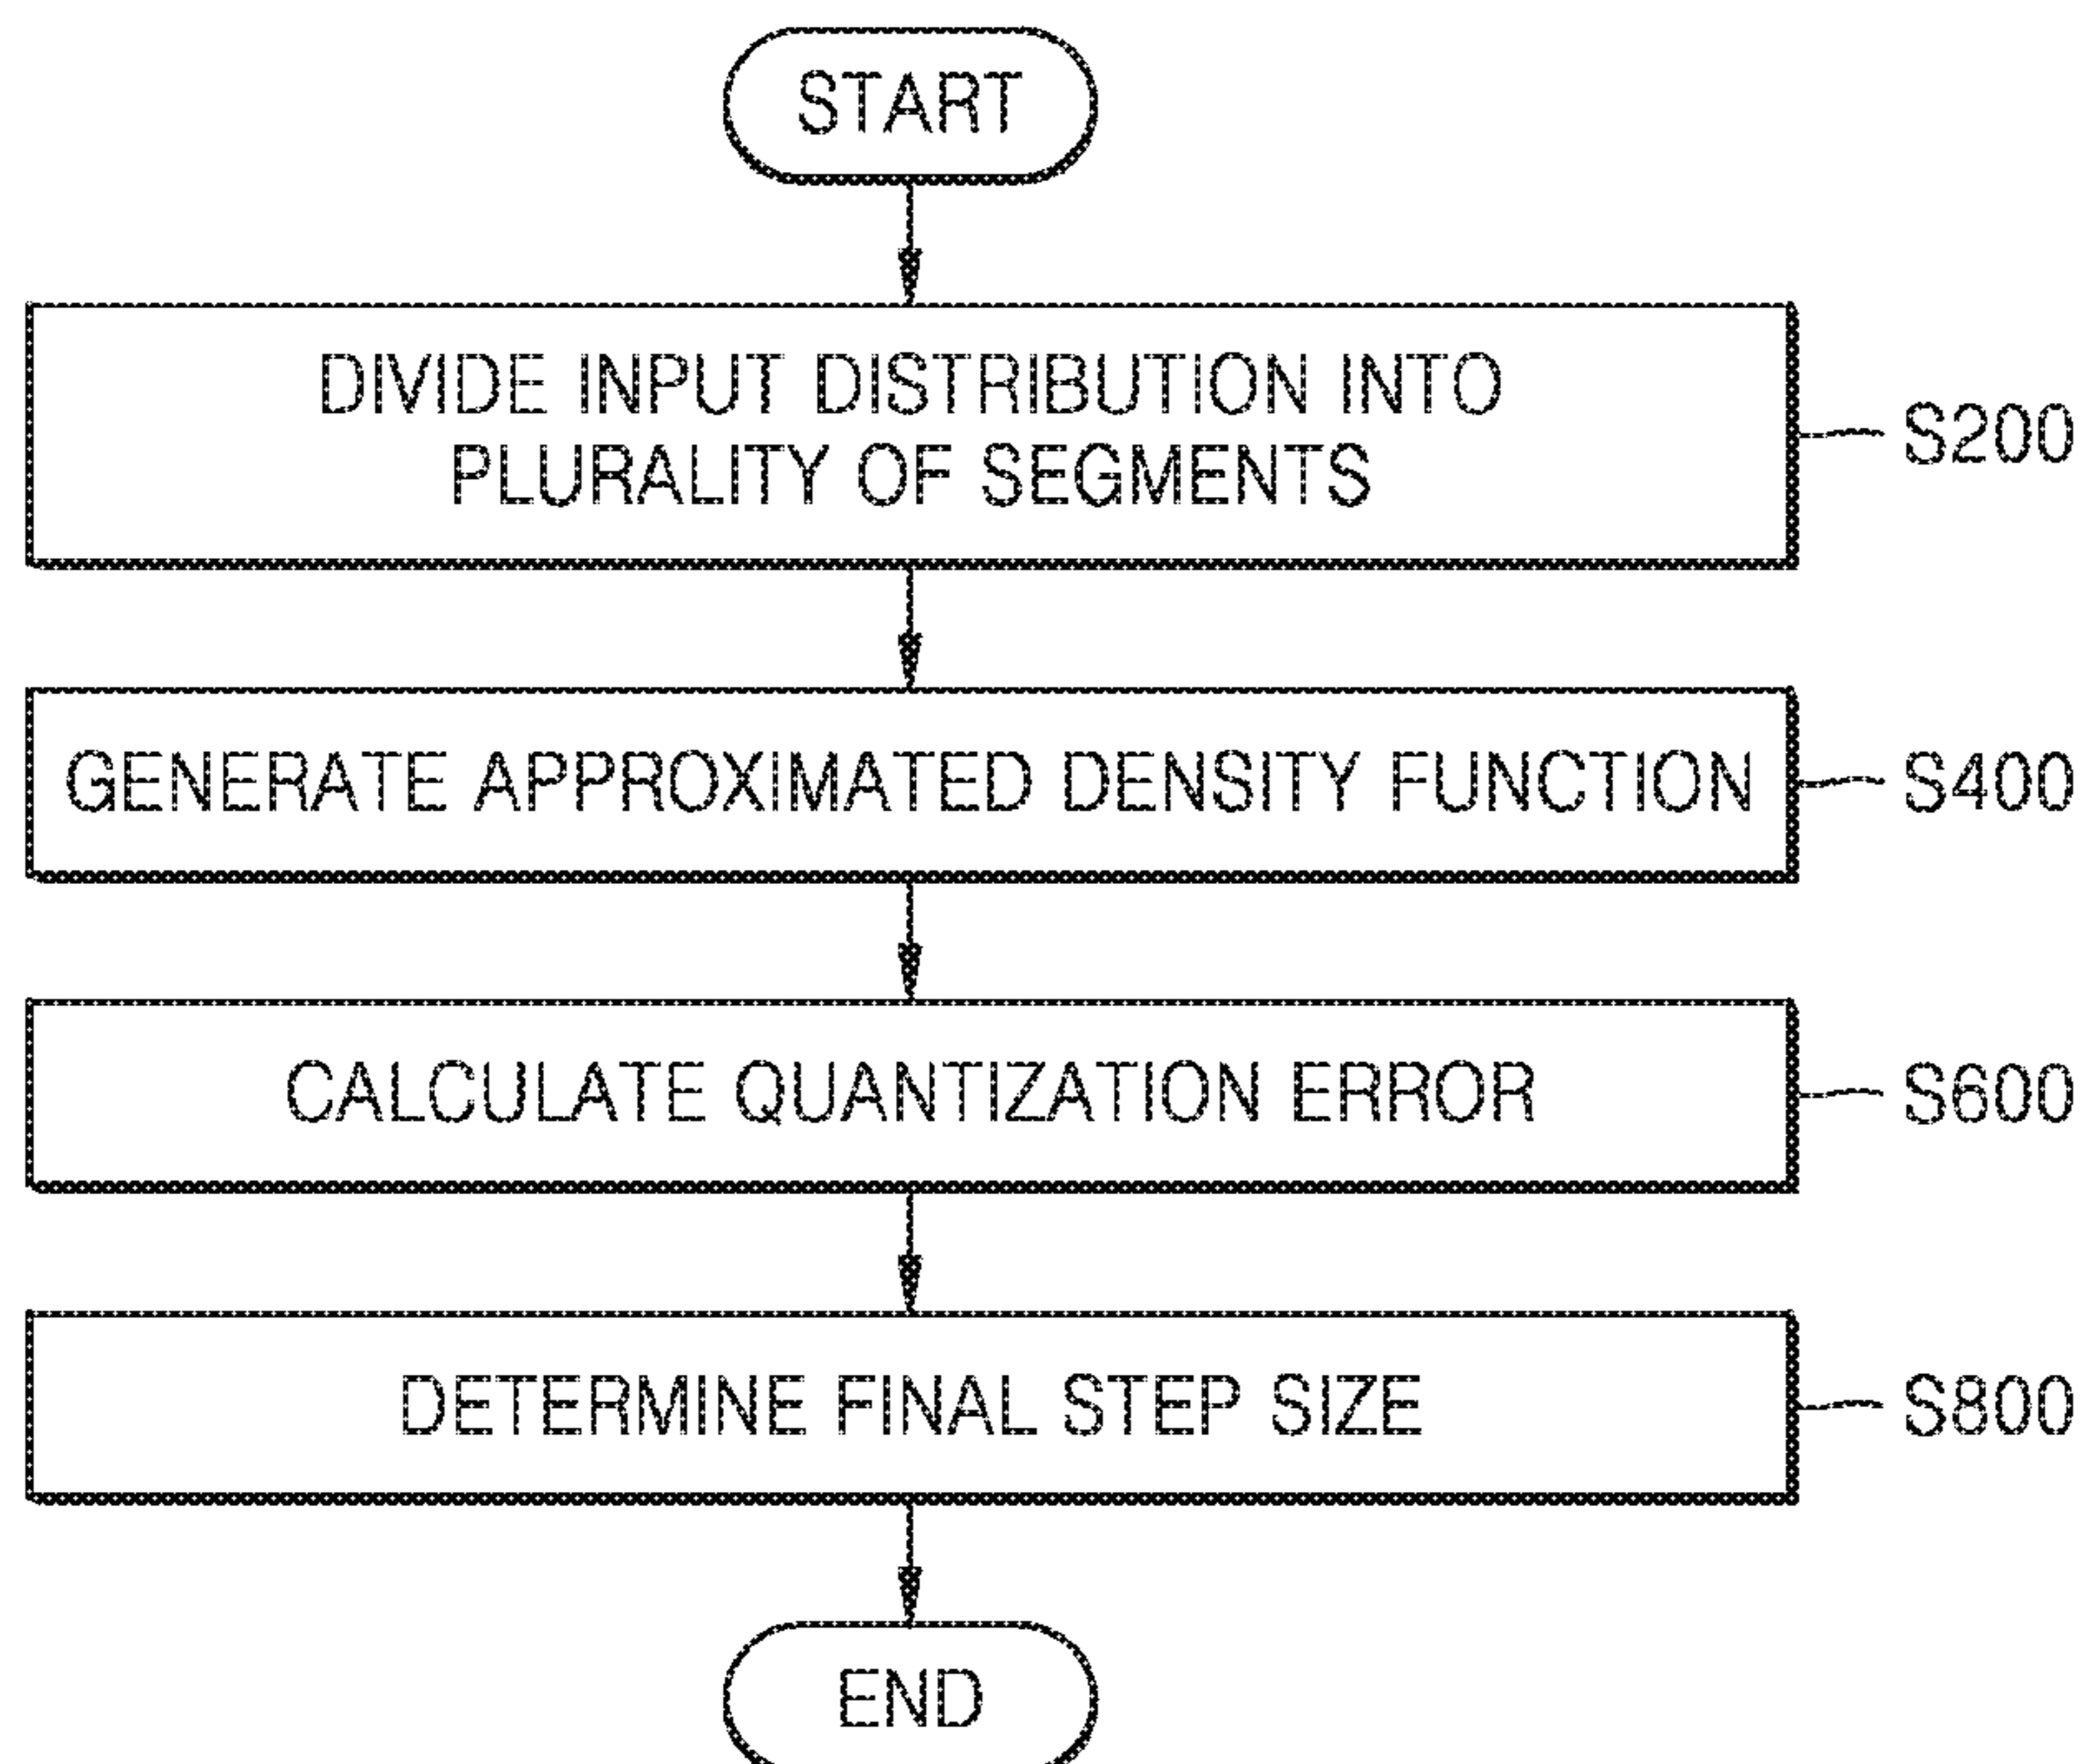 START
DIVIDE INPUT DISTRIBUTION INTO
PLURALITY OF SEGMENTS
S200
GENERATE APPROXIMATED DENSITY FUNCTION
S400
CALCULATE QUANTIZATION ERROR
S600
DETERMINE FINAL STEP SIZE
S800
END